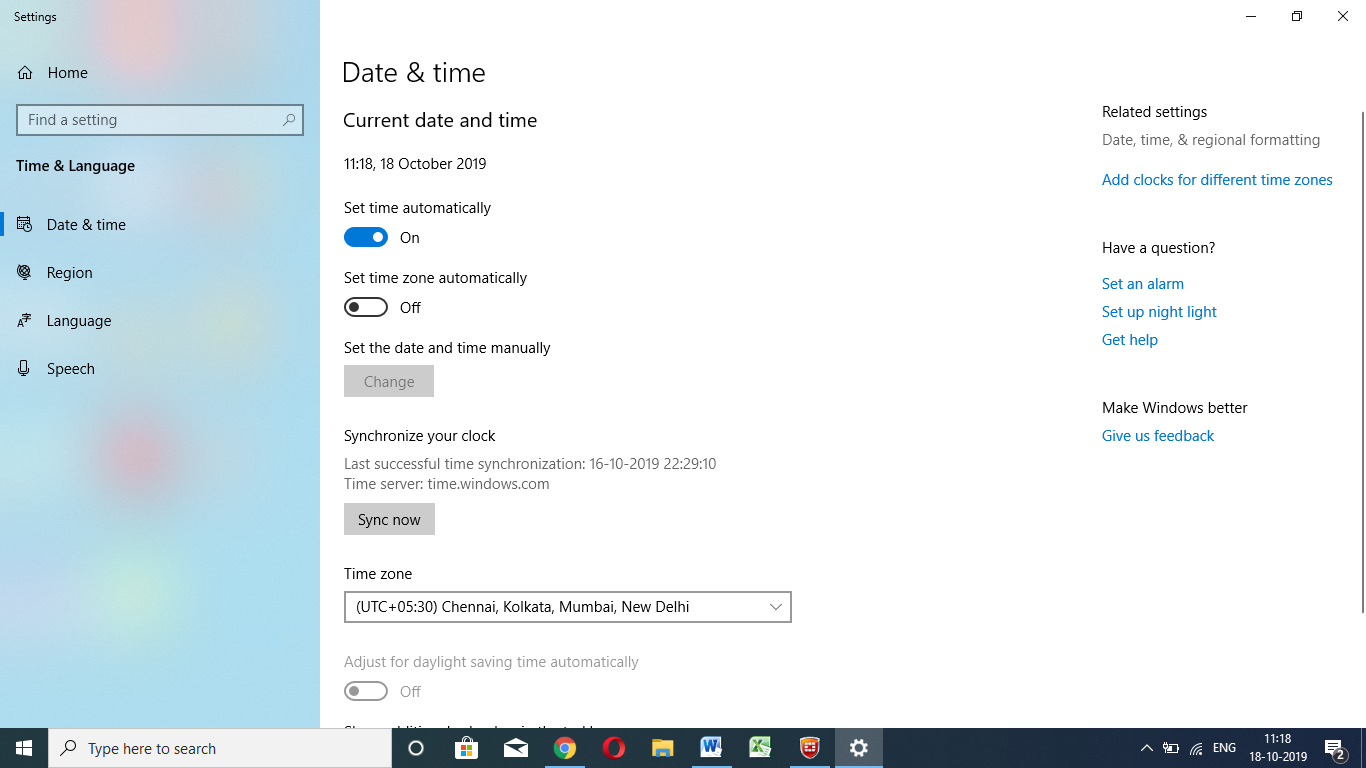 Settings
Home
Find a setting
Time & Language
Date & time
Region
Language
Speech
Date & time
Current date and time
11:18, 18 October 2019
Set time automatically
On
Set time zone automatically
Off
Set the date and time manually
Change
Synchronize your clock
Last successful time synchronization: 16-10-2019 22:29:10
Time server: time.windows.com
Sync now
Time zone
(UTC+05:30) Chennai, Kolkata, Mumbai, New Delhi
Adjust for daylight saving time automatically
Off
Related settings
Date, time, & regional formatting
Add clocks for different time zones
Have a question?
Set an alarm
Set up night light
Get help
Make Windows better
Give us feedback
Type here to search
ENG
11:18
18-10-2019
2